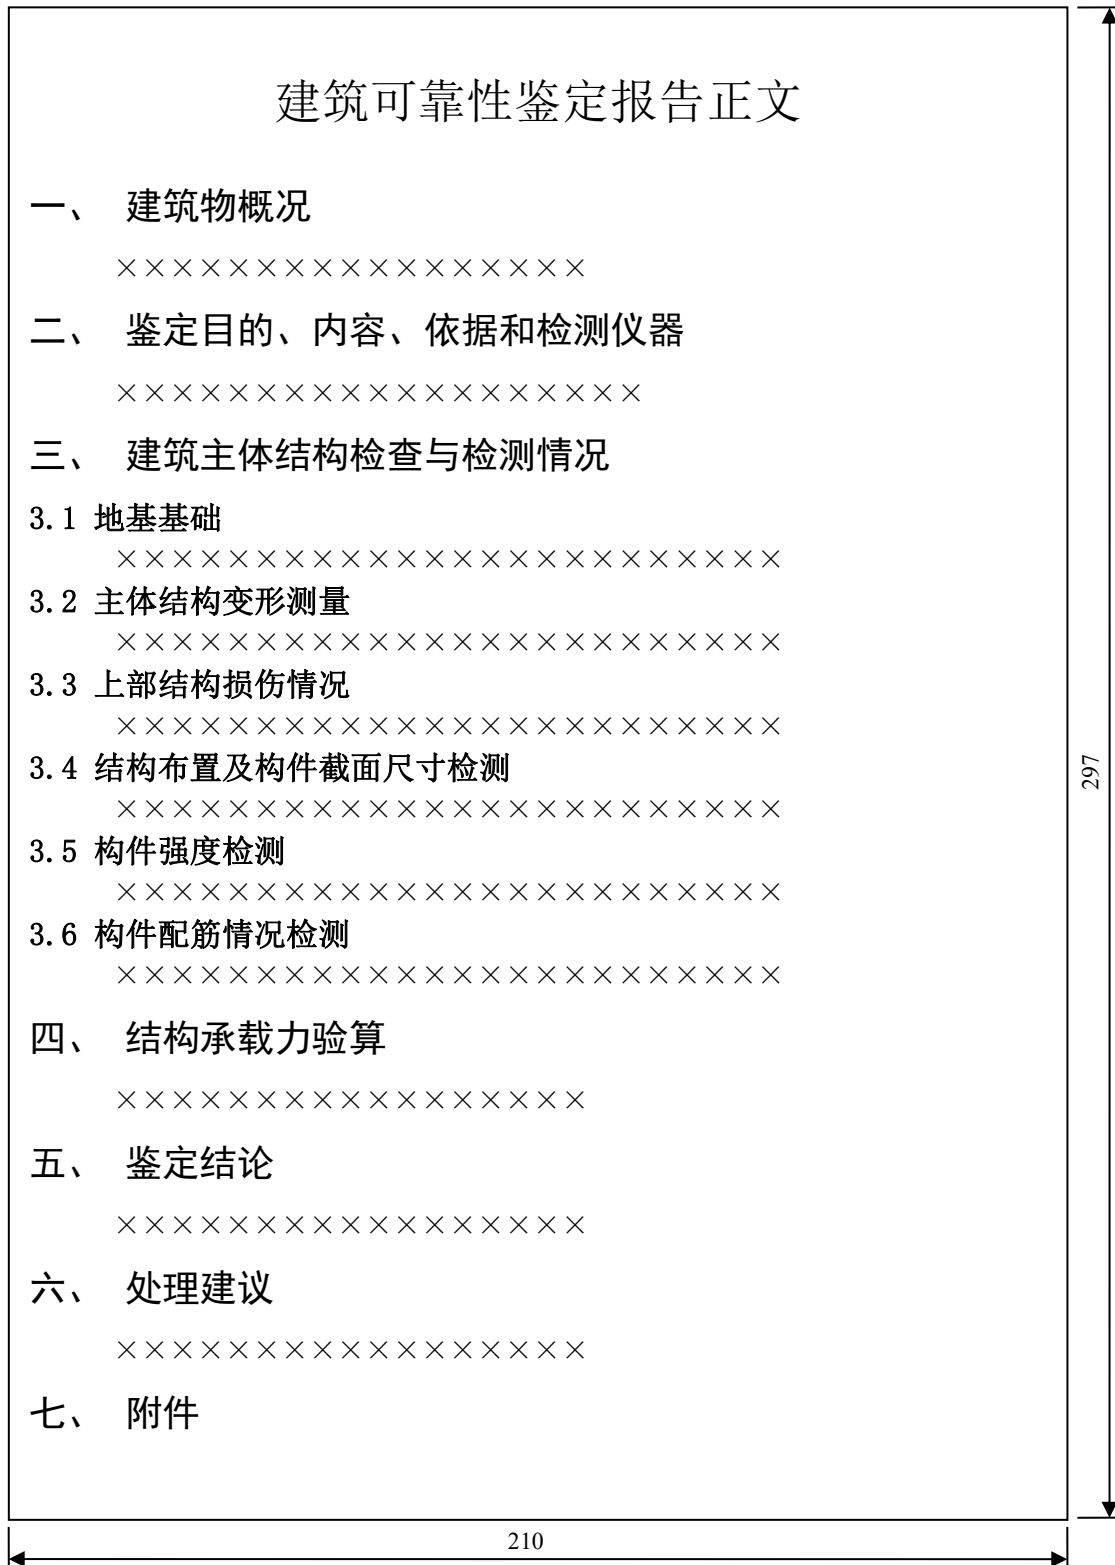 建筑可靠性鉴定报告正文
一、 建筑物概况
×××××××××××××××××
二、 鉴定目的、内容、依据和检测仪器
×××××××××××××××××××
三、 建筑主体结构检查与检测情况
3.1 地基基础
××××××××××××××××××××××××
3.2 主体结构变形测量
××××××××××××××××××××××××
3.3 上部结构损伤情况
××××××××××××××××××××××××
3.4 结构布置及构件截面尺寸检测
××××××××××××××××××××××××
3.5 构件强度检测
××××××××××××××××××××××××
3.6 构件配筋情况检测
××××××××××××××××××××××××
四、 结构承载力验算
×××××××××××××××××
五、 鉴定结论
×××××××××××××××××
六、 处理建议
×××××××××××××××××
七、 附件
297
210